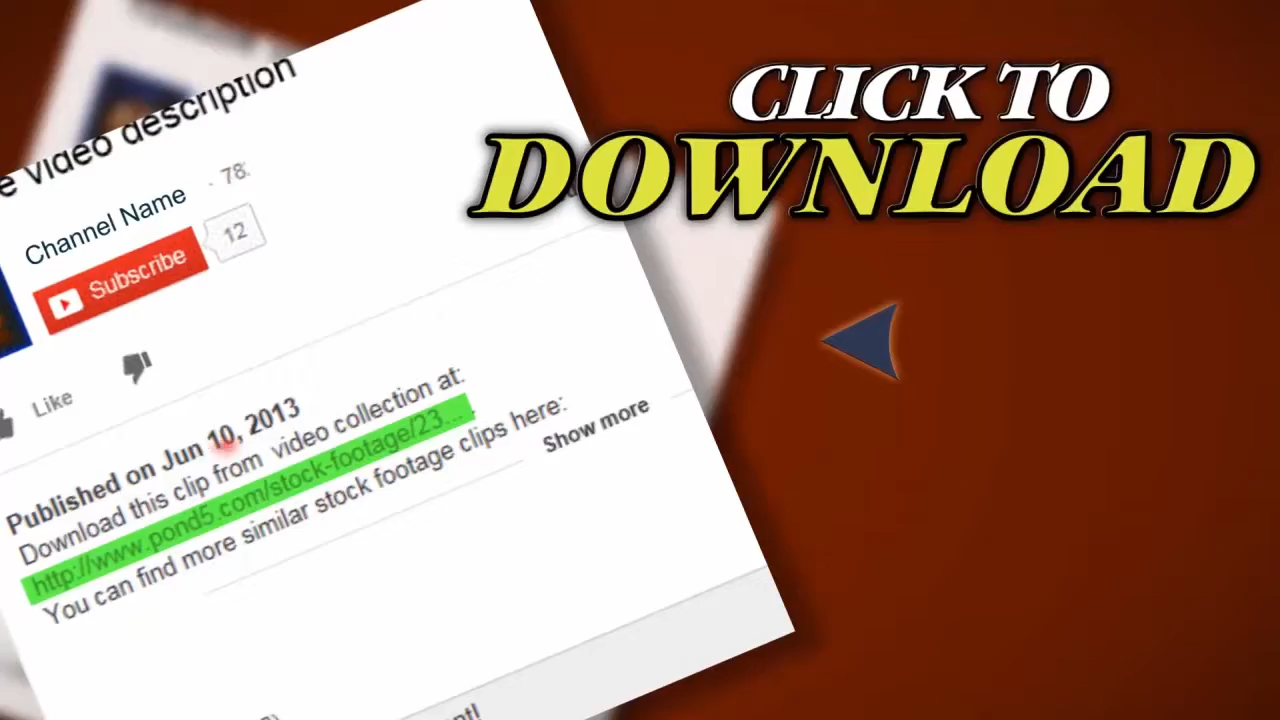 CLICK TO
DOWNLOAD
e video description
Channel Name
78
Subscribe
12
Like
Published on Jun 10, 2013
Download this clip from video collection at:
http://www.pond5.com/stock-footage/23...
You can find more similar stock footage clips here:
Show more